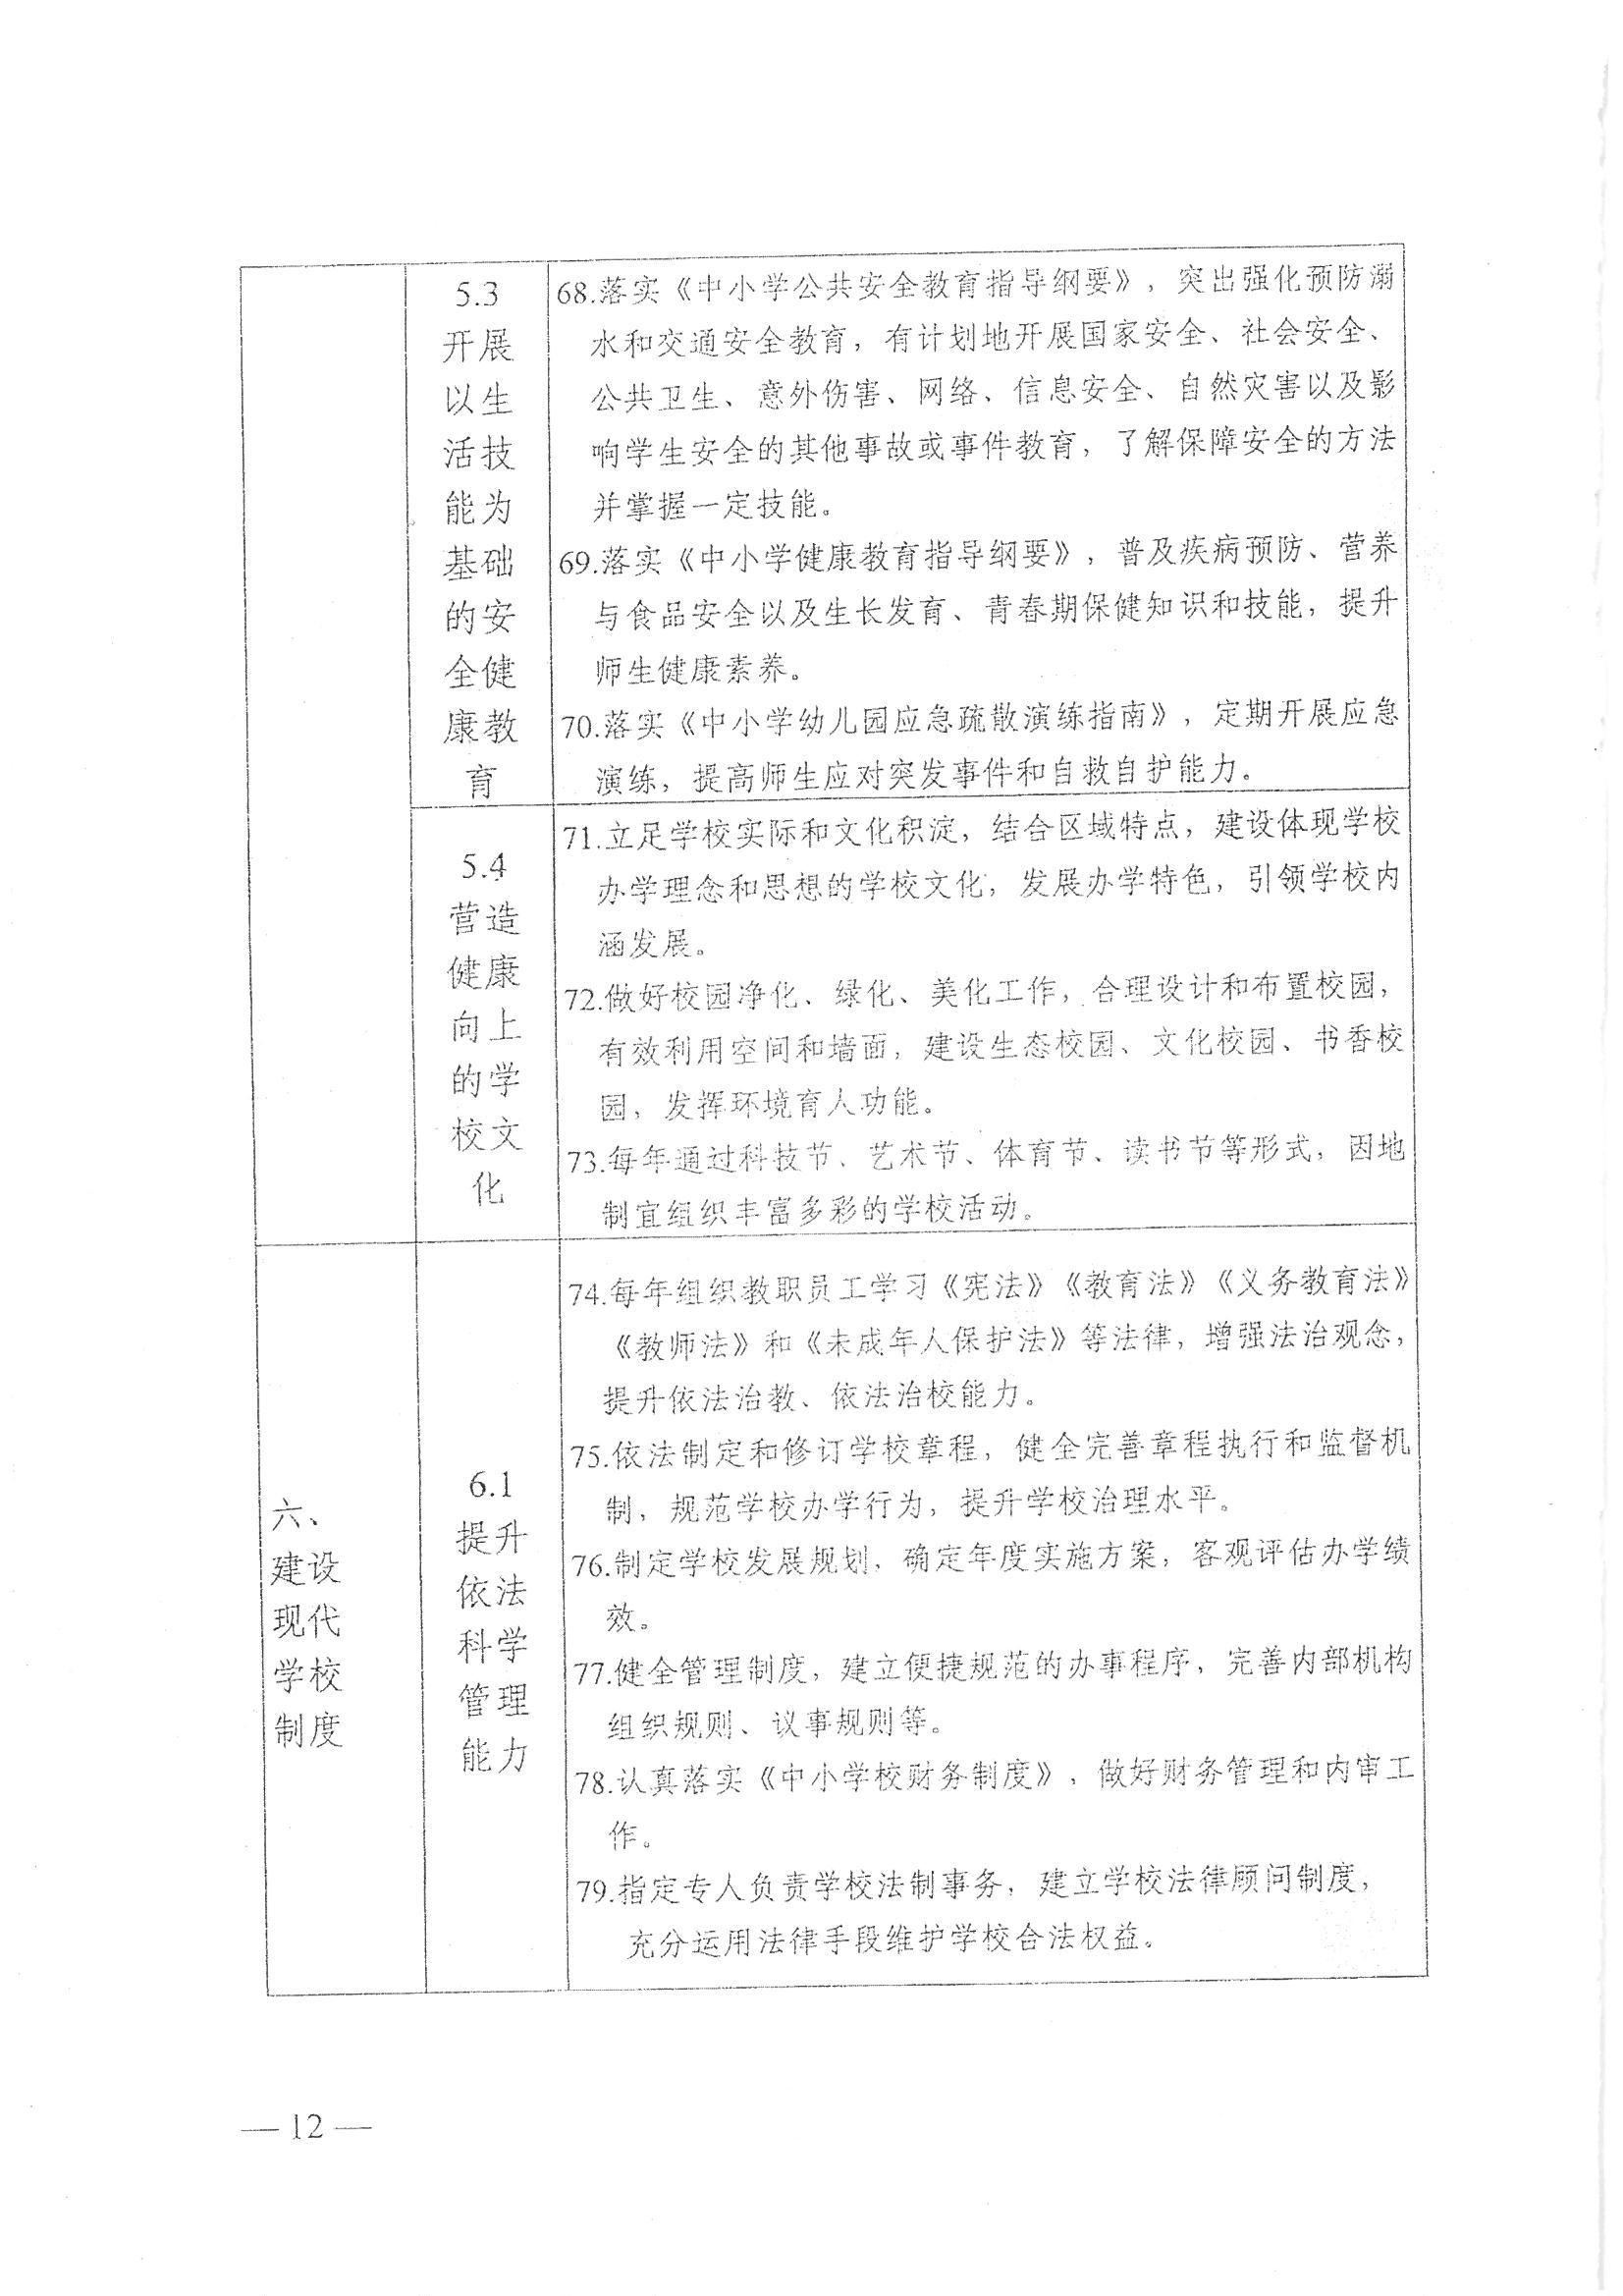 5.3
开展
以生
活技
能为
基础
的安
全健
康教
育
68.落实《中小学公共安全教育指导纲要》，突出强化预防溺
水和交通安全教育，有计划地开展国家安全、社会安全、
公共卫生、意外伤害、网络、信息安全、自然灾害以及影
响学生安全的其他事故或事件教育，了解保障安全的方法
并掌握一定技能。
69.落实《中小学健康教育指导纲要》，普及疾病预防、营养
与食品安全以及生长发育、青春期保健知识和技能，提升
师生健康素养。
70.落实《中小学幼儿园应急疏散演练指南》，定期开展应急
演练，提高师生应对突发事件和自救自护能力。
5.4
营造
健康
向上
的学
校文
化
71.立足学校实际和文化积淀，结合区域特点，建设体现学校
办学理念和思想的学校文化，发展办学特色，引领学校内
涵发展。
72.做好校园净化、绿化、美化工作，合理设计和布置校园，
有效利用空间和墙面，建设生态校园、文化校园、书香校
园，发挥环境育人功能。
73.每年通过科技节、艺术节、体育节、读书节等形式，因地
制宜组织丰富多彩的学校活动。
六、
建设
现代
学校
制度
6.1
提升
依法
科学
管理
能力
74.每年组织教职员工学习《宪法》《教育法》《义务教育法》
《教师法》和《未成年人保护法》等法律，增强法治观念，
提升依法治教、依法治校能力。
75.依法制定和修订学校章程，健全完善章程执行和监督机
制，规范学校办学行为，提升学校治理水平。
76.制定学校发展规划，确定年度实施方案，客观评估办学绩
效。
77.健全管理制度，建立便捷规范的办事程序，完善内部机构
组织规则、议事规则等。
78.认真落实《中小学校财务制度》，做好财务管理和内审工
作。
79.指定专人负责学校法制事务，建立学校法律顾问制度，
充分运用法律手段维护学校合法权益。
— 12 —